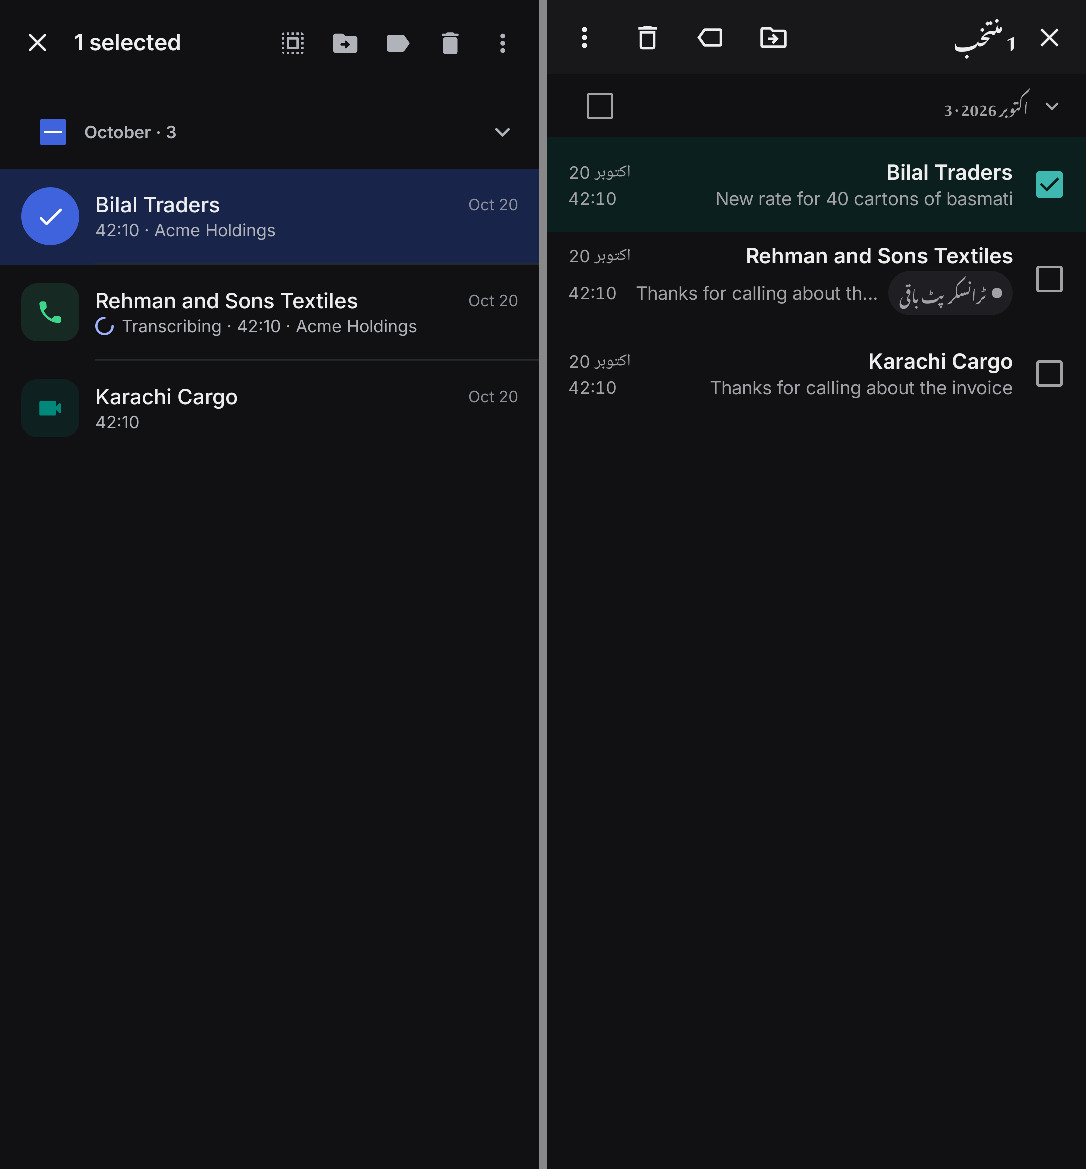 1 selected
October · 3
Bilal Traders
Oct 20
42:10 · Acme Holdings
Rehman and Sons Textiles
Oct 20
Transcribing · 42:10 · Acme Holdings
Karachi Cargo
Oct 20
42:10
1 منتخب
اکتوبر 2026 · 3
Bilal Traders
20 اکتوبر
New rate for 40 cartons of basmati
42:10
Rehman and Sons Textiles
20 اکتوبر
ٹرانسکرپٹ باقی
Thanks for calling about th...
42:10
Karachi Cargo
20 اکتوبر
Thanks for calling about the invoice
42:10